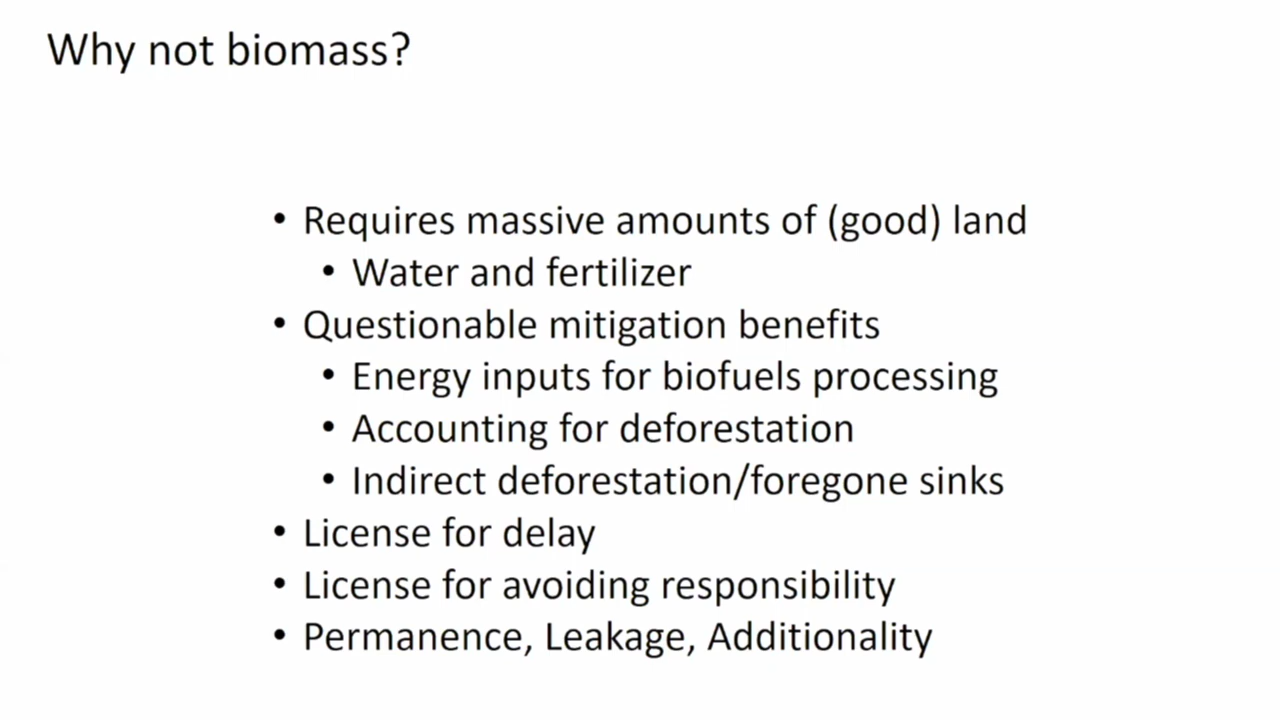 Why not biomass?
• Requires massive amounts of (good) land
• Water and fertilizer
• Questionable mitigation benefits
• Energy inputs for biofuels processing
• Accounting for deforestation
• Indirect deforestation/foregone sinks
• License for delay
• License for avoiding responsibility
• Permanence, Leakage, Additionality